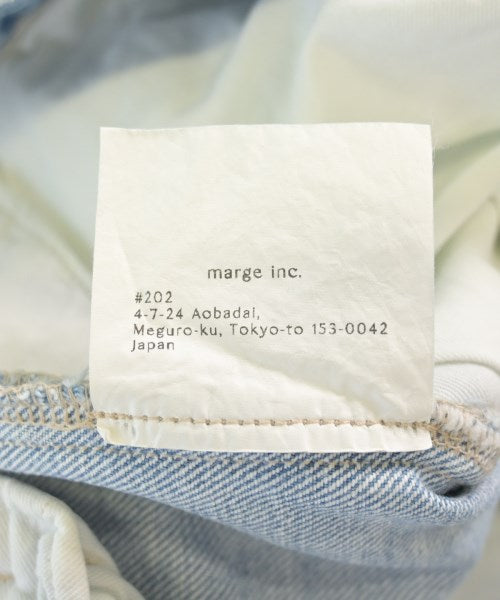 marge inc.
#202
4-7-24 Aobadai,
Meguro-ku, Tokyo-to 153-0042
Japan